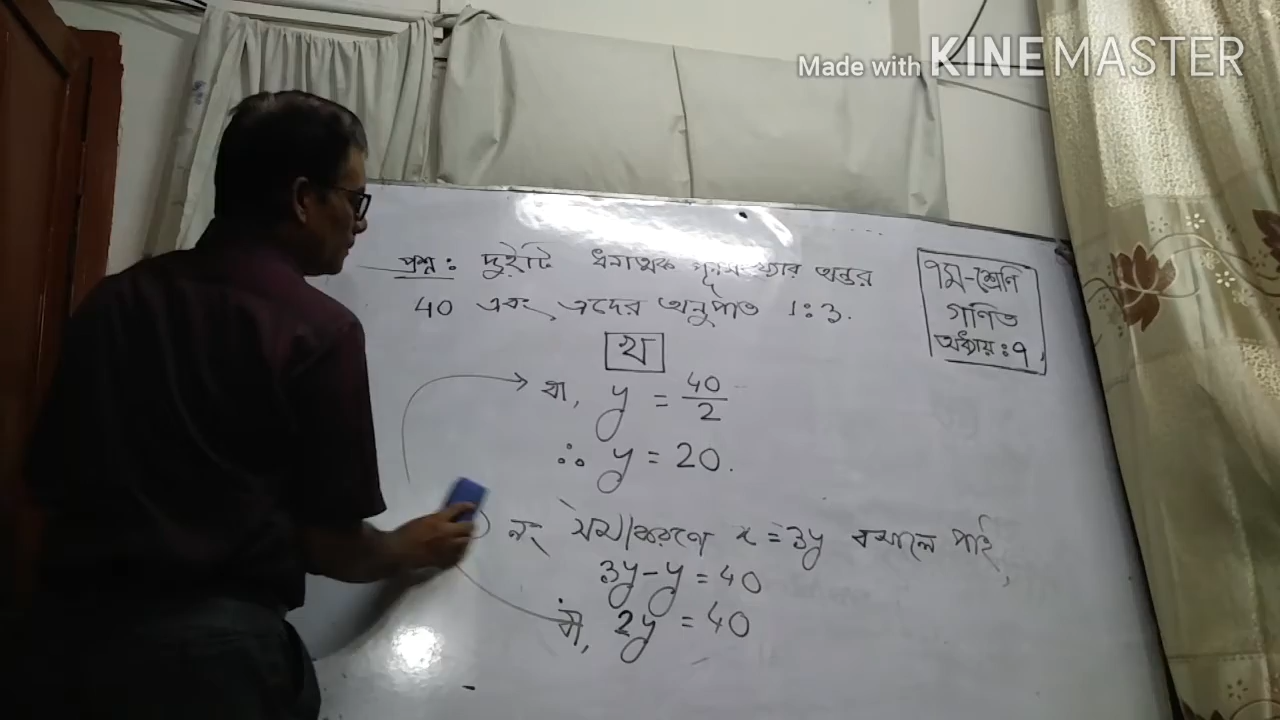 Made with KINEMASTER
প্রশ্ন : দুইটি ধনাত্মক পূর্ণসংখ্যার অন্তর
40 এবং এদের অনুপাত 1:3.
৭ম-শ্রেণি
গণিত
অধ্যায় : ৭
খ
বা, y = 40/2
∴ y = 20.
নং সমীকরণে x = 3y বসালে পাই,
3y-y = 40
বা, 2y = 40